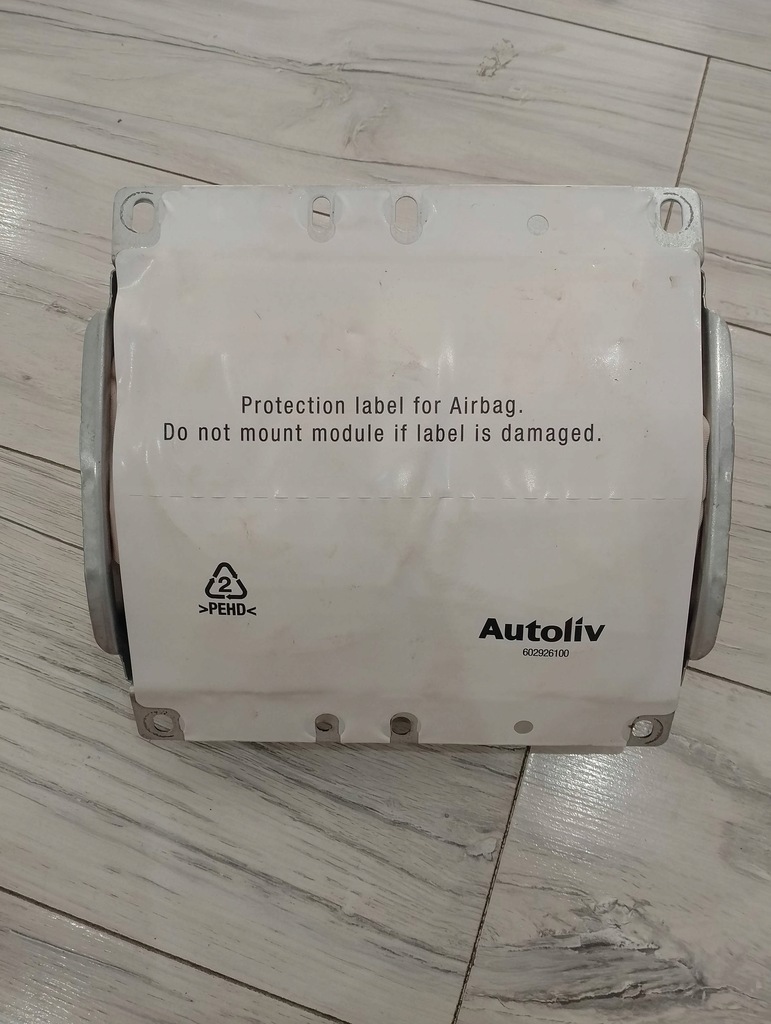 Protection label for Airbag.
Do not mount module if label is damaged.
2
>PEHD<
Autoliv
602926100